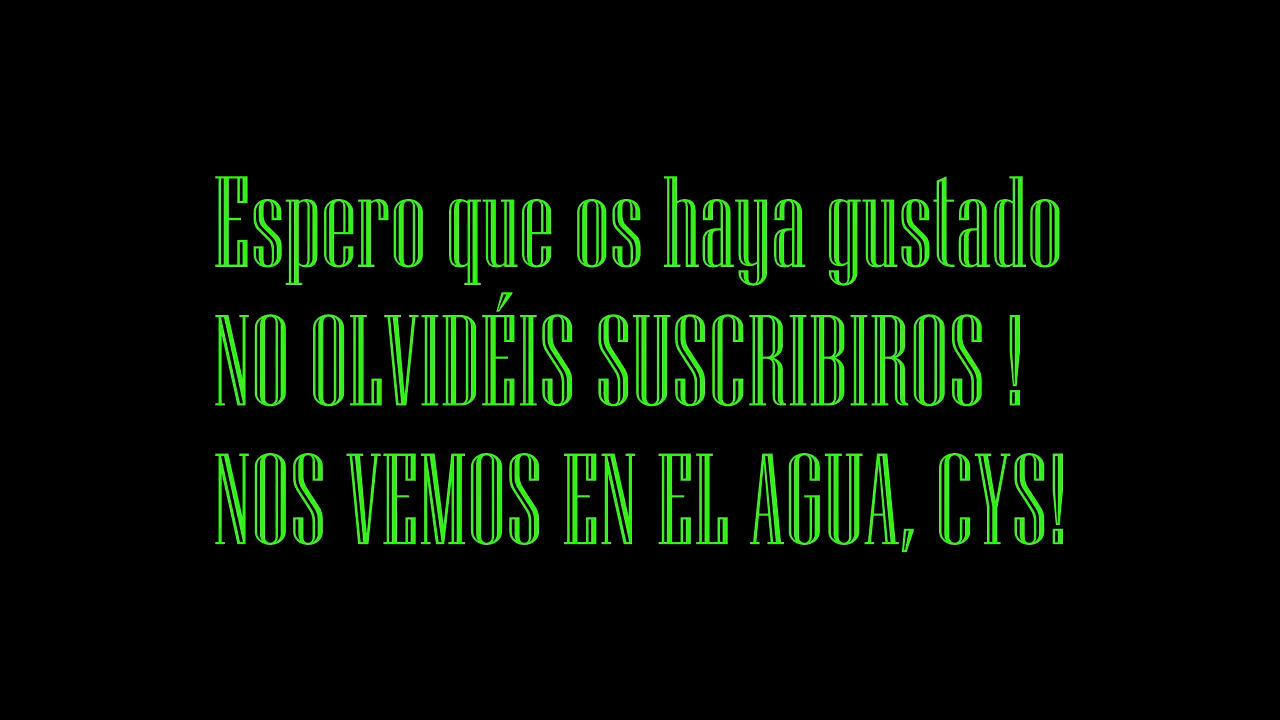 Espero que os haya gustado
NO OLVIDÉIS SUSCRIBIROS !
NOS VEMOS EN EL AGUA, CYS!